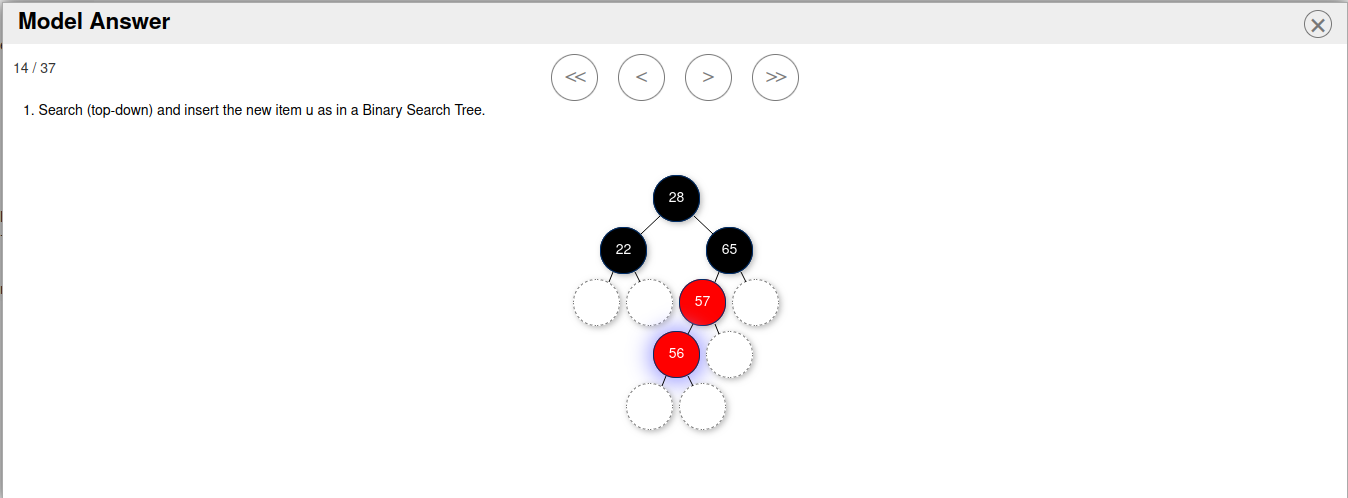 Model Answer
14 / 37
<< < > >>
1. Search (top-down) and insert the new item u as in a Binary Search Tree.
28
22 65
57
56